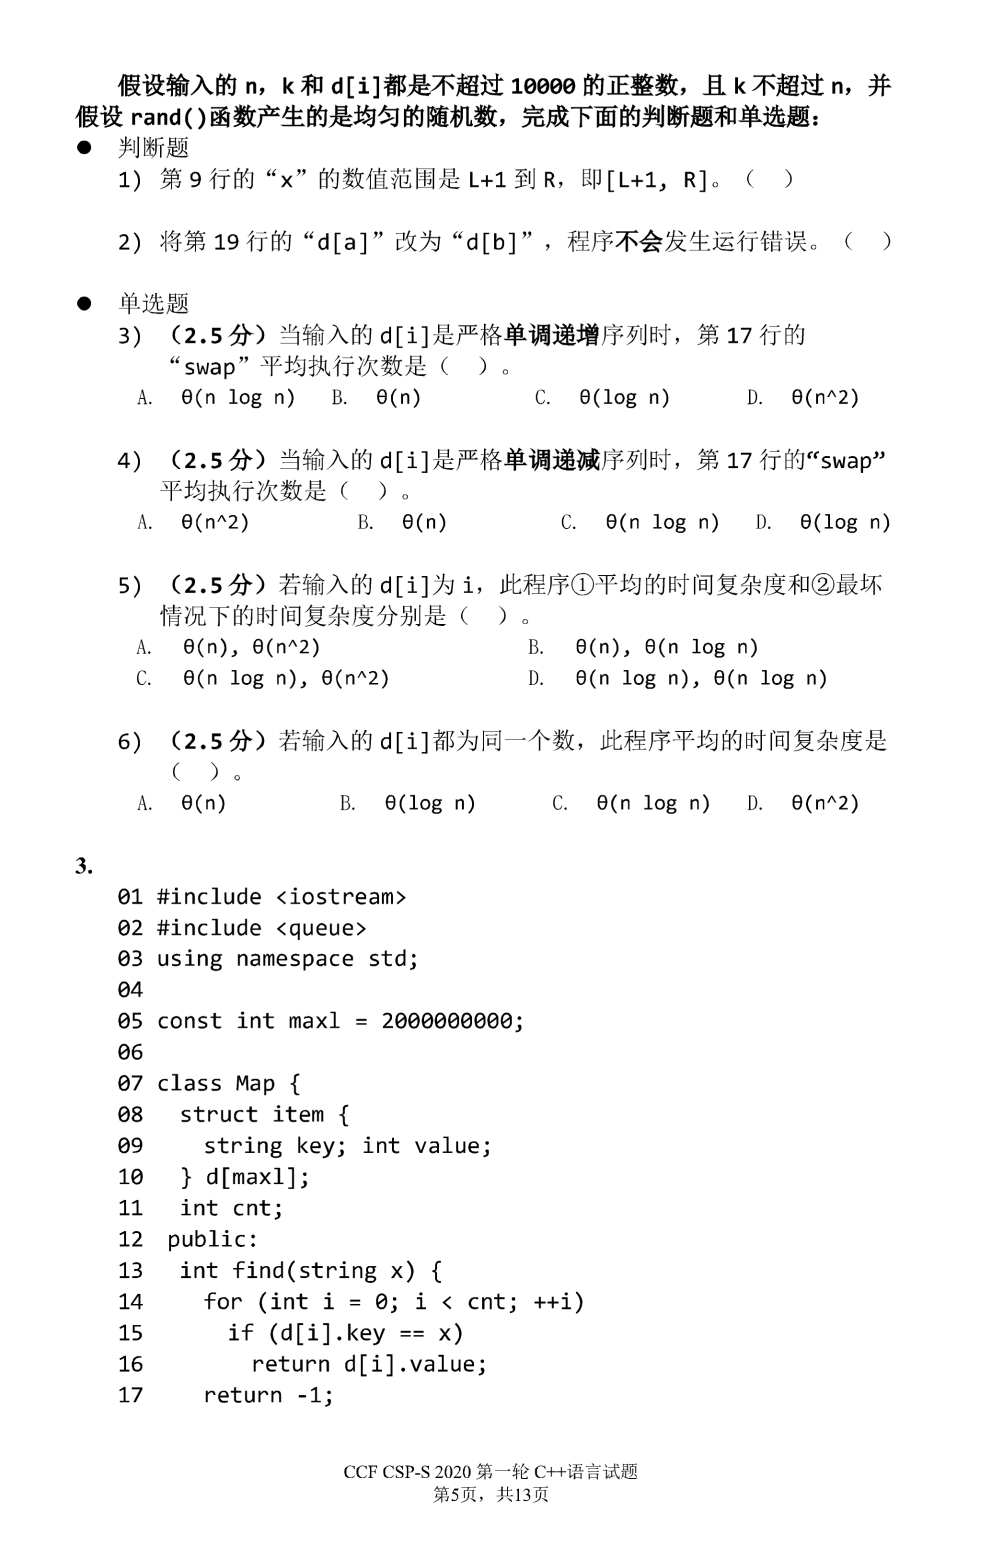 假设输入的 n，k 和 d[i]都是不超过 10000 的正整数，且 k 不超过 n，并
假设 rand()函数产生的是均匀的随机数，完成下面的判断题和单选题：
● 判断题
1) 第 9 行的“x”的数值范围是 L+1 到 R，即[L+1, R]。（ ）
2) 将第 19 行的“d[a]”改为“d[b]”，程序不会发生运行错误。（ ）
● 单选题
3) （2.5 分）当输入的 d[i]是严格单调递增序列时，第 17 行的
“swap”平均执行次数是（ ）。
A. θ(n log n) B. θ(n) C. θ(log n) D. θ(n^2)
4) （2.5 分）当输入的 d[i]是严格单调递减序列时，第 17 行的“swap”
平均执行次数是（ ）。
A. θ(n^2) B. θ(n) C. θ(n log n) D. θ(log n)
5) （2.5 分）若输入的 d[i]为 i，此程序①平均的时间复杂度和②最坏
情况下的时间复杂度分别是（ ）。
A. θ(n), θ(n^2) B. θ(n), θ(n log n)
C. θ(n log n), θ(n^2) D. θ(n log n), θ(n log n)
6) （2.5 分）若输入的 d[i]都为同一个数，此程序平均的时间复杂度是
（ ）。
A. θ(n) B. θ(log n) C. θ(n log n) D. θ(n^2)
3.
01 #include <iostream>
02 #include <queue>
03 using namespace std;
04
05 const int maxl = 2000000000;
06
07 class Map {
08 struct item {
09 string key; int value;
10 } d[maxl];
11 int cnt;
12 public:
13 int find(string x) {
14 for (int i = 0; i < cnt; ++i)
15 if (d[i].key == x)
16 return d[i].value;
17 return -1;
CCF CSP-S 2020 第一轮 C++语言试题
第5页，共13页